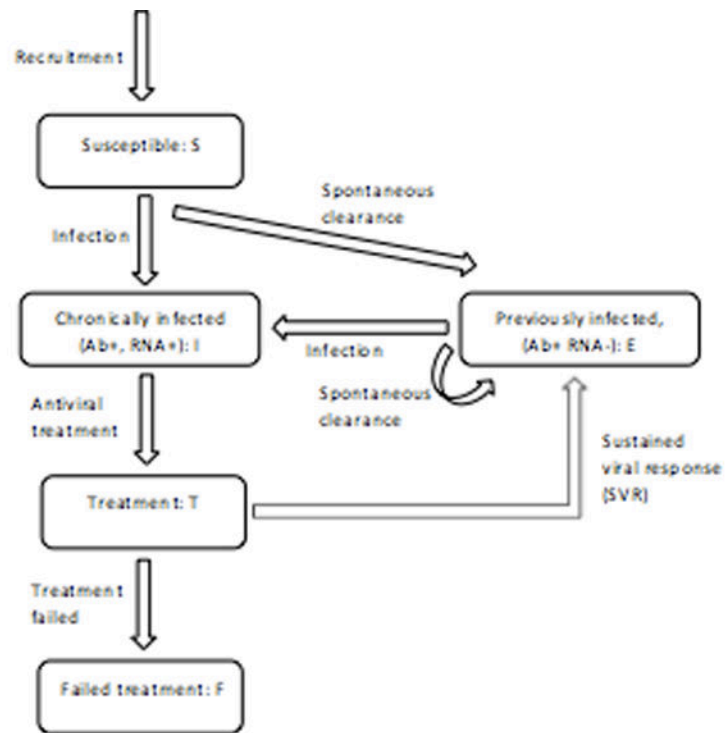 Recruitment
Susceptible: S
Spontaneous
clearance
Infection
Chronically infected
(Ab+, RNA+): I
Previously infected,
(Ab+ RNA-): E
Infection
Spontaneous
clearance
Antiviral
treatment
Sustained
viral response
(SVR)
Treatment: T
Treatment
failed
Failed treatment: F